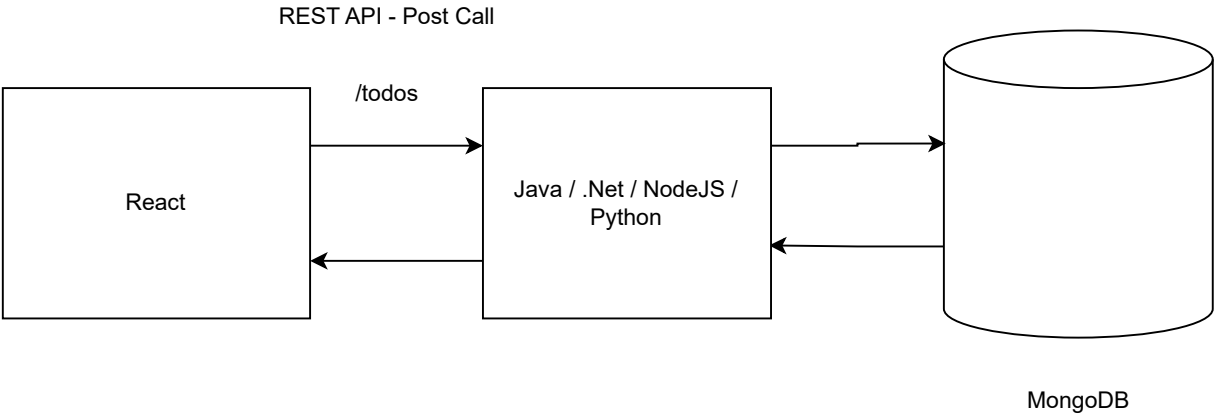 REST API - Post Call
/todos
React
Java / .Net / NodeJS /
Python
MongoDB